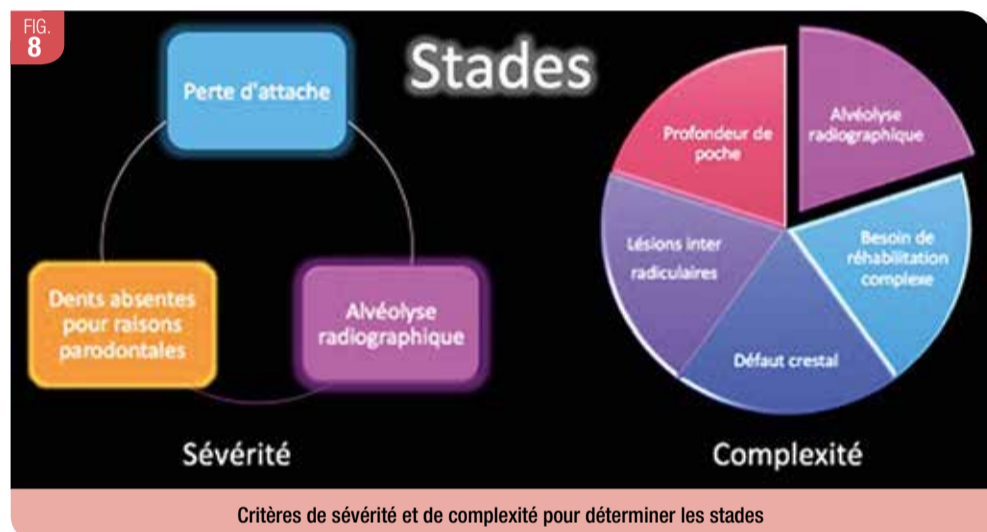 FIG.
8
Stades
Perte d'attache
Dents absentes
pour raisons
parodontales
Alvéolyse
radiographique
Sévérité
Profondeur de
poche
Alvéolyse
radiographique
Lésions inter
radiculaires
Besoin de
réhabilitation
complexe
Défaut crestal
Complexité
Critères de sévérité et de complexité pour déterminer les stades